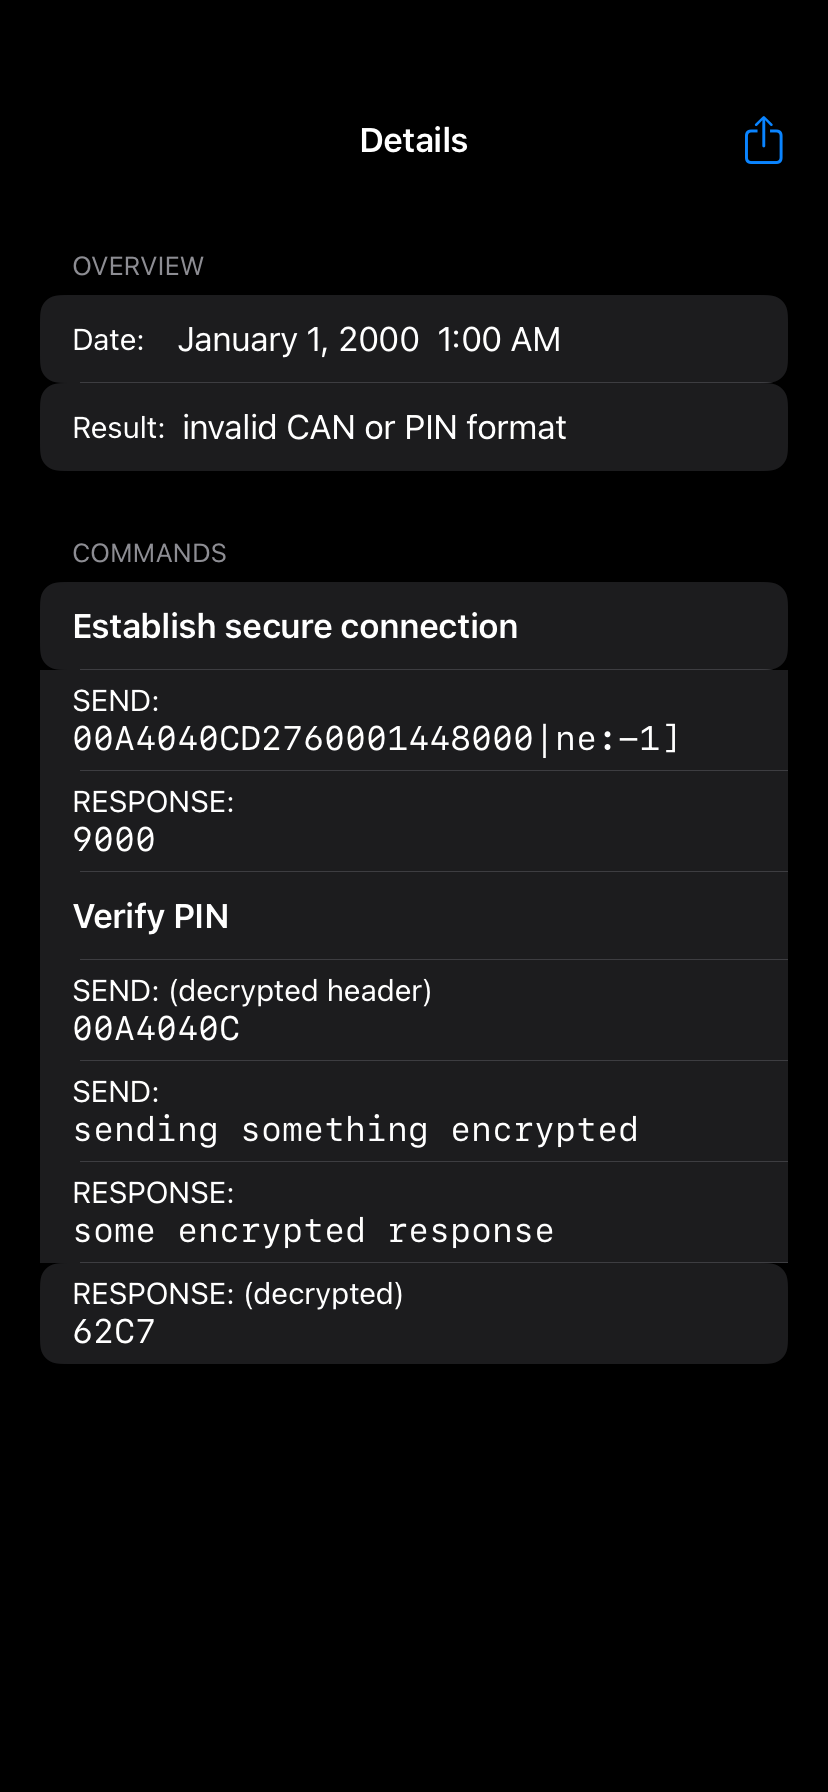 Details
OVERVIEW
Date: January 1, 2000 1:00 AM
Result: invalid CAN or PIN format
COMMANDS
Establish secure connection
SEND:
00A4040CD2760001448000|ne:−1]
RESPONSE:
9000
Verify PIN
SEND: (decrypted header)
00A4040C
SEND:
sending something encrypted
RESPONSE:
some encrypted response
RESPONSE: (decrypted)
62C7